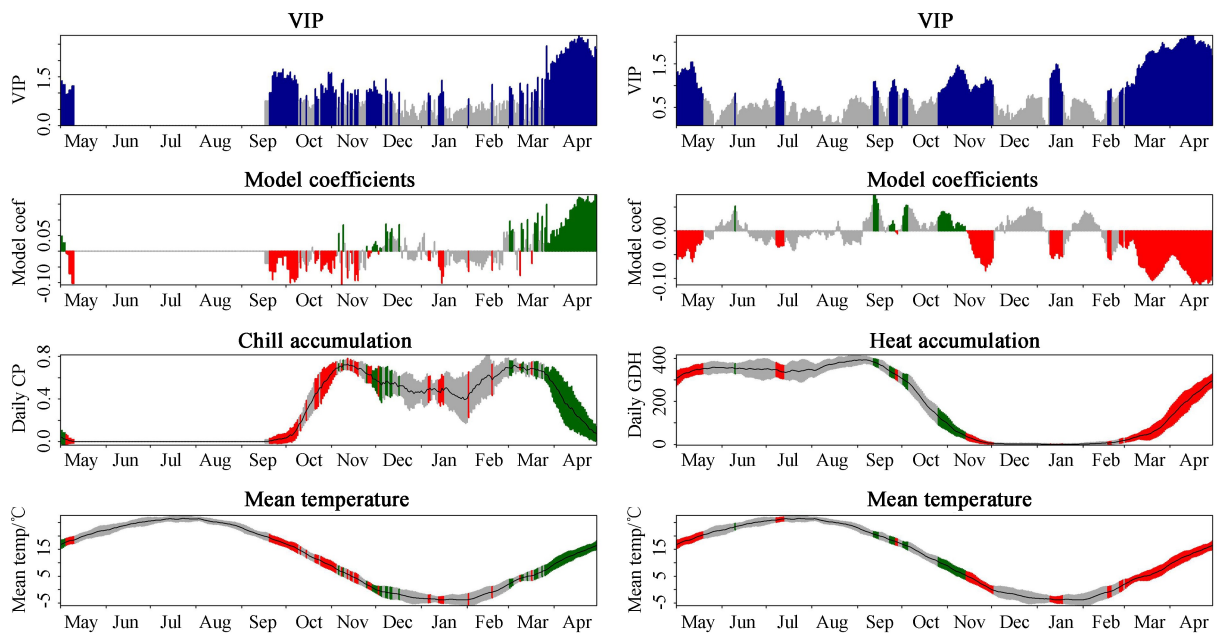 VIP
VIP
1.5
0.0
May Jun Jul Aug Sep Oct Nov Dec Jan Feb Mar Apr
Model coefficients
Model coef
0.05
-0.10
May Jun Jul Aug Sep Oct Nov Dec Jan Feb Mar Apr
Chill accumulation
Daily CP
0.8
0.4
0.0
May Jun Jul Aug Sep Oct Nov Dec Jan Feb Mar Apr
Mean temperature
Mean temp/℃
15
5
-5
May Jun Jul Aug Sep Oct Nov Dec Jan Feb Mar Apr
VIP
VIP
1.5
0.5
May Jun Jul Aug Sep Oct Nov Dec Jan Feb Mar Apr
Model coefficients
Model coef
0.00
-0.10
May Jun Jul Aug Sep Oct Nov Dec Jan Feb Mar Apr
Heat accumulation
Daily GDH
400
200
0
May Jun Jul Aug Sep Oct Nov Dec Jan Feb Mar Apr
Mean temperature
Mean temp/℃
15
5
-5
May Jun Jul Aug Sep Oct Nov Dec Jan Feb Mar Apr